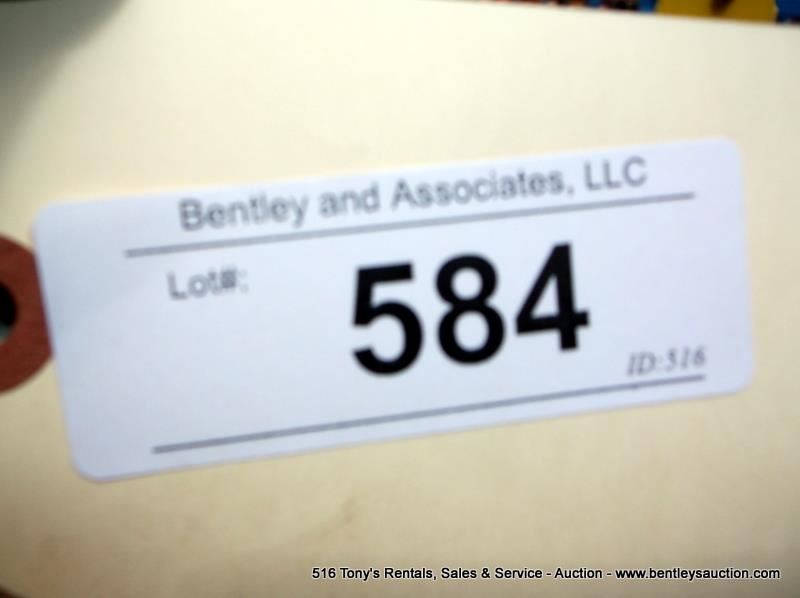 Bentley and Associates, LLC
Lot#:
584
ID:516
516 Tony's Rentals, Sales & Service - Auction - www.bentleysauction.com